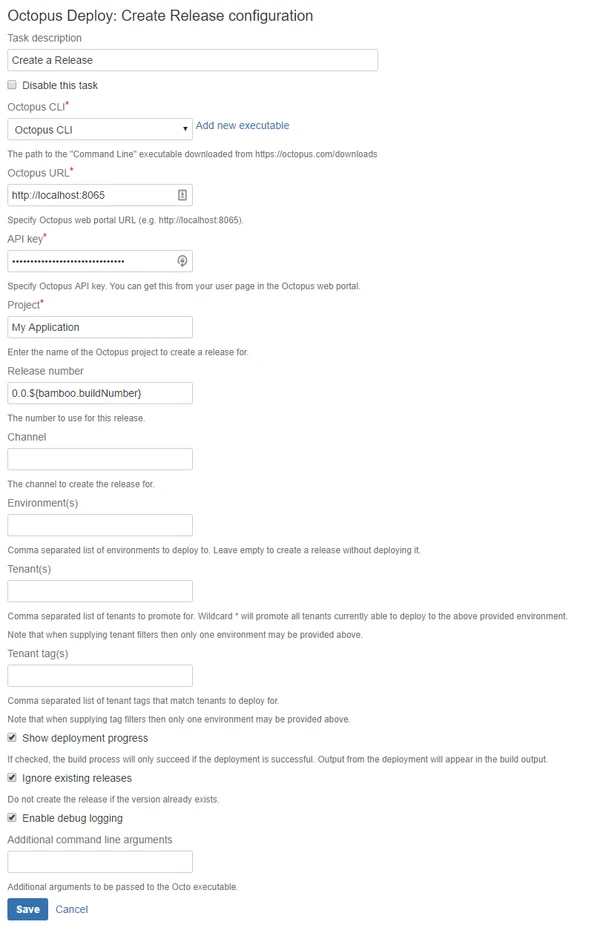 Octopus Deploy: Create Release configuration
Task description
Create a Release
Disable this task
Octopus CLI*
Octopus CLI Add new executable
The path to the "Command Line" executable downloaded from https://octopus.com/downloads
Octopus URL*
http://localhost:8065
Specify Octopus web portal URL (e.g. http://localhost:8065).
API key*
•••••••••••••••••••••••••••••••
Specify Octopus API key. You can get this from your user page in the Octopus web portal.
Project*
My Application
Enter the name of the Octopus project to create a release for.
Release number
0.0.${bamboo.buildNumber}
The number to use for this release.
Channel
The channel to create the release for.
Environment(s)
Comma separated list of environments to deploy to. Leave empty to create a release without deploying it.
Tenant(s)
Comma separated list of tenants to promote for. Wildcard * will promote all tenants currently able to deploy to the above provided environment.
Note that when supplying tenant filters then only one environment may be provided above.
Tenant tag(s)
Comma separated list of tenant tags that match tenants to deploy for.
Note that when supplying tag filters then only one environment may be provided above.
Show deployment progress
If checked, the build process will only succeed if the deployment is successful. Output from the deployment will appear in the build output.
Ignore existing releases
Do not create the release if the version already exists.
Enable debug logging
Additional command line arguments
Additional arguments to be passed to the Octo executable.
Save Cancel